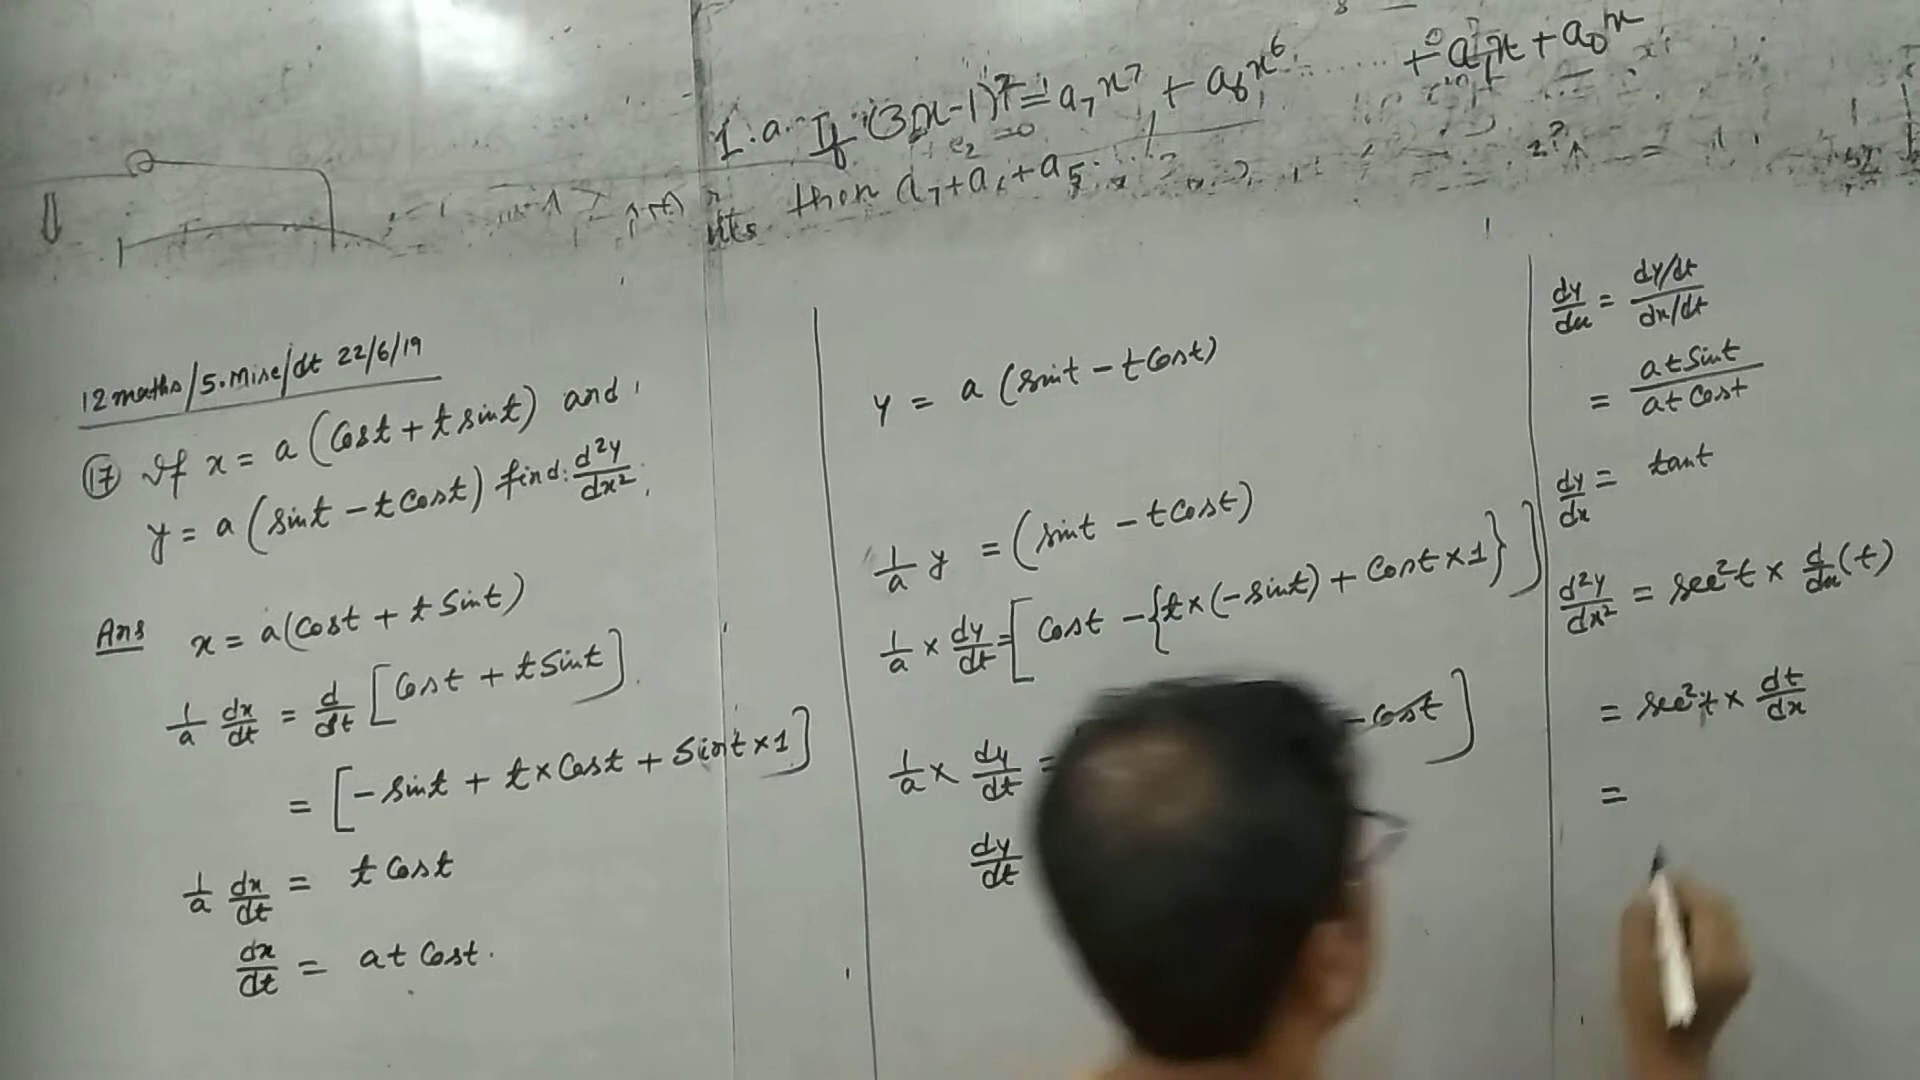 1.a. If (3x-1)⁷ = a₇x⁷ + a₆x⁶ ...... + a₁x + a₀
then a₇+a₆+a₅
12 maths/5.Misc/dt 22/6/19
⑰ If x = a(cost + t sint) and
y = a(sint - t cost) find: d²y/dx².
Ans x = a(cost + t sint)
1/a dx/dt = d/dt [cost + t sint].
= [-sint + t×cost + sint×1]
1/a dx/dt = t cost
dx/dt = at cost.
y = a (sint - t cost)
1/a y = (sint - t cost)
1/a × dy/dt = [cost - {t×(-sint) + cost×1}]
1/a × dy/dt = - cost]
dy/dt
dy/dx = dy/dt / dx/dt
= at sint / at cost
dy/dx = tant
d²y/dx² = sec²t × d/dx (t)
= sec²t × dt/dx
=